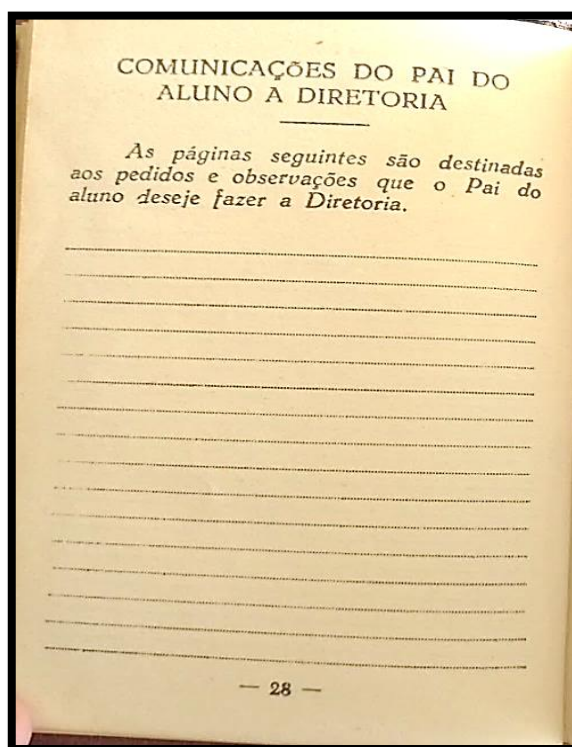 COMUNICAÇÕES DO PAI DO
ALUNO A DIRETORIA
As páginas seguintes são destinadas
aos pedidos e observações que o Pai do
aluno deseje fazer a Diretoria.
— 28 —